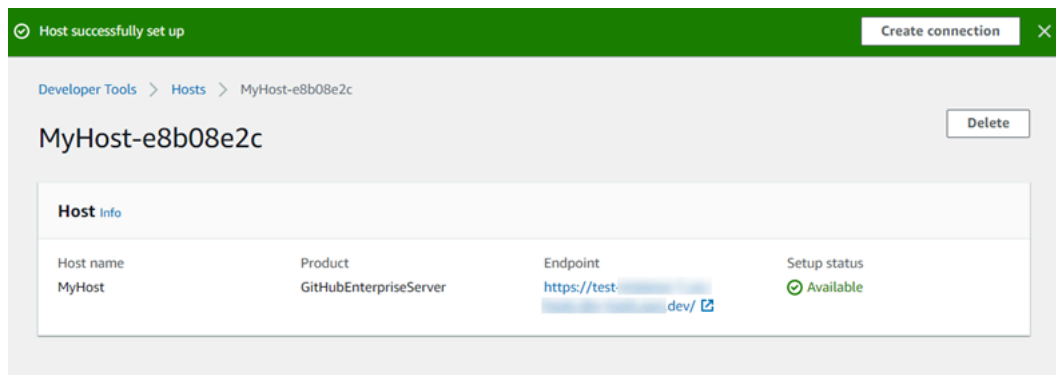 Host successfully set up
Create connection
Developer Tools
Hosts
MyHost-e8b08e2c
MyHost-e8b08e2c
Delete
Host Info
Host name
Product
Endpoint
Setup status
MyHost
GitHubEnterpriseServer
https://test-
dev/
Available